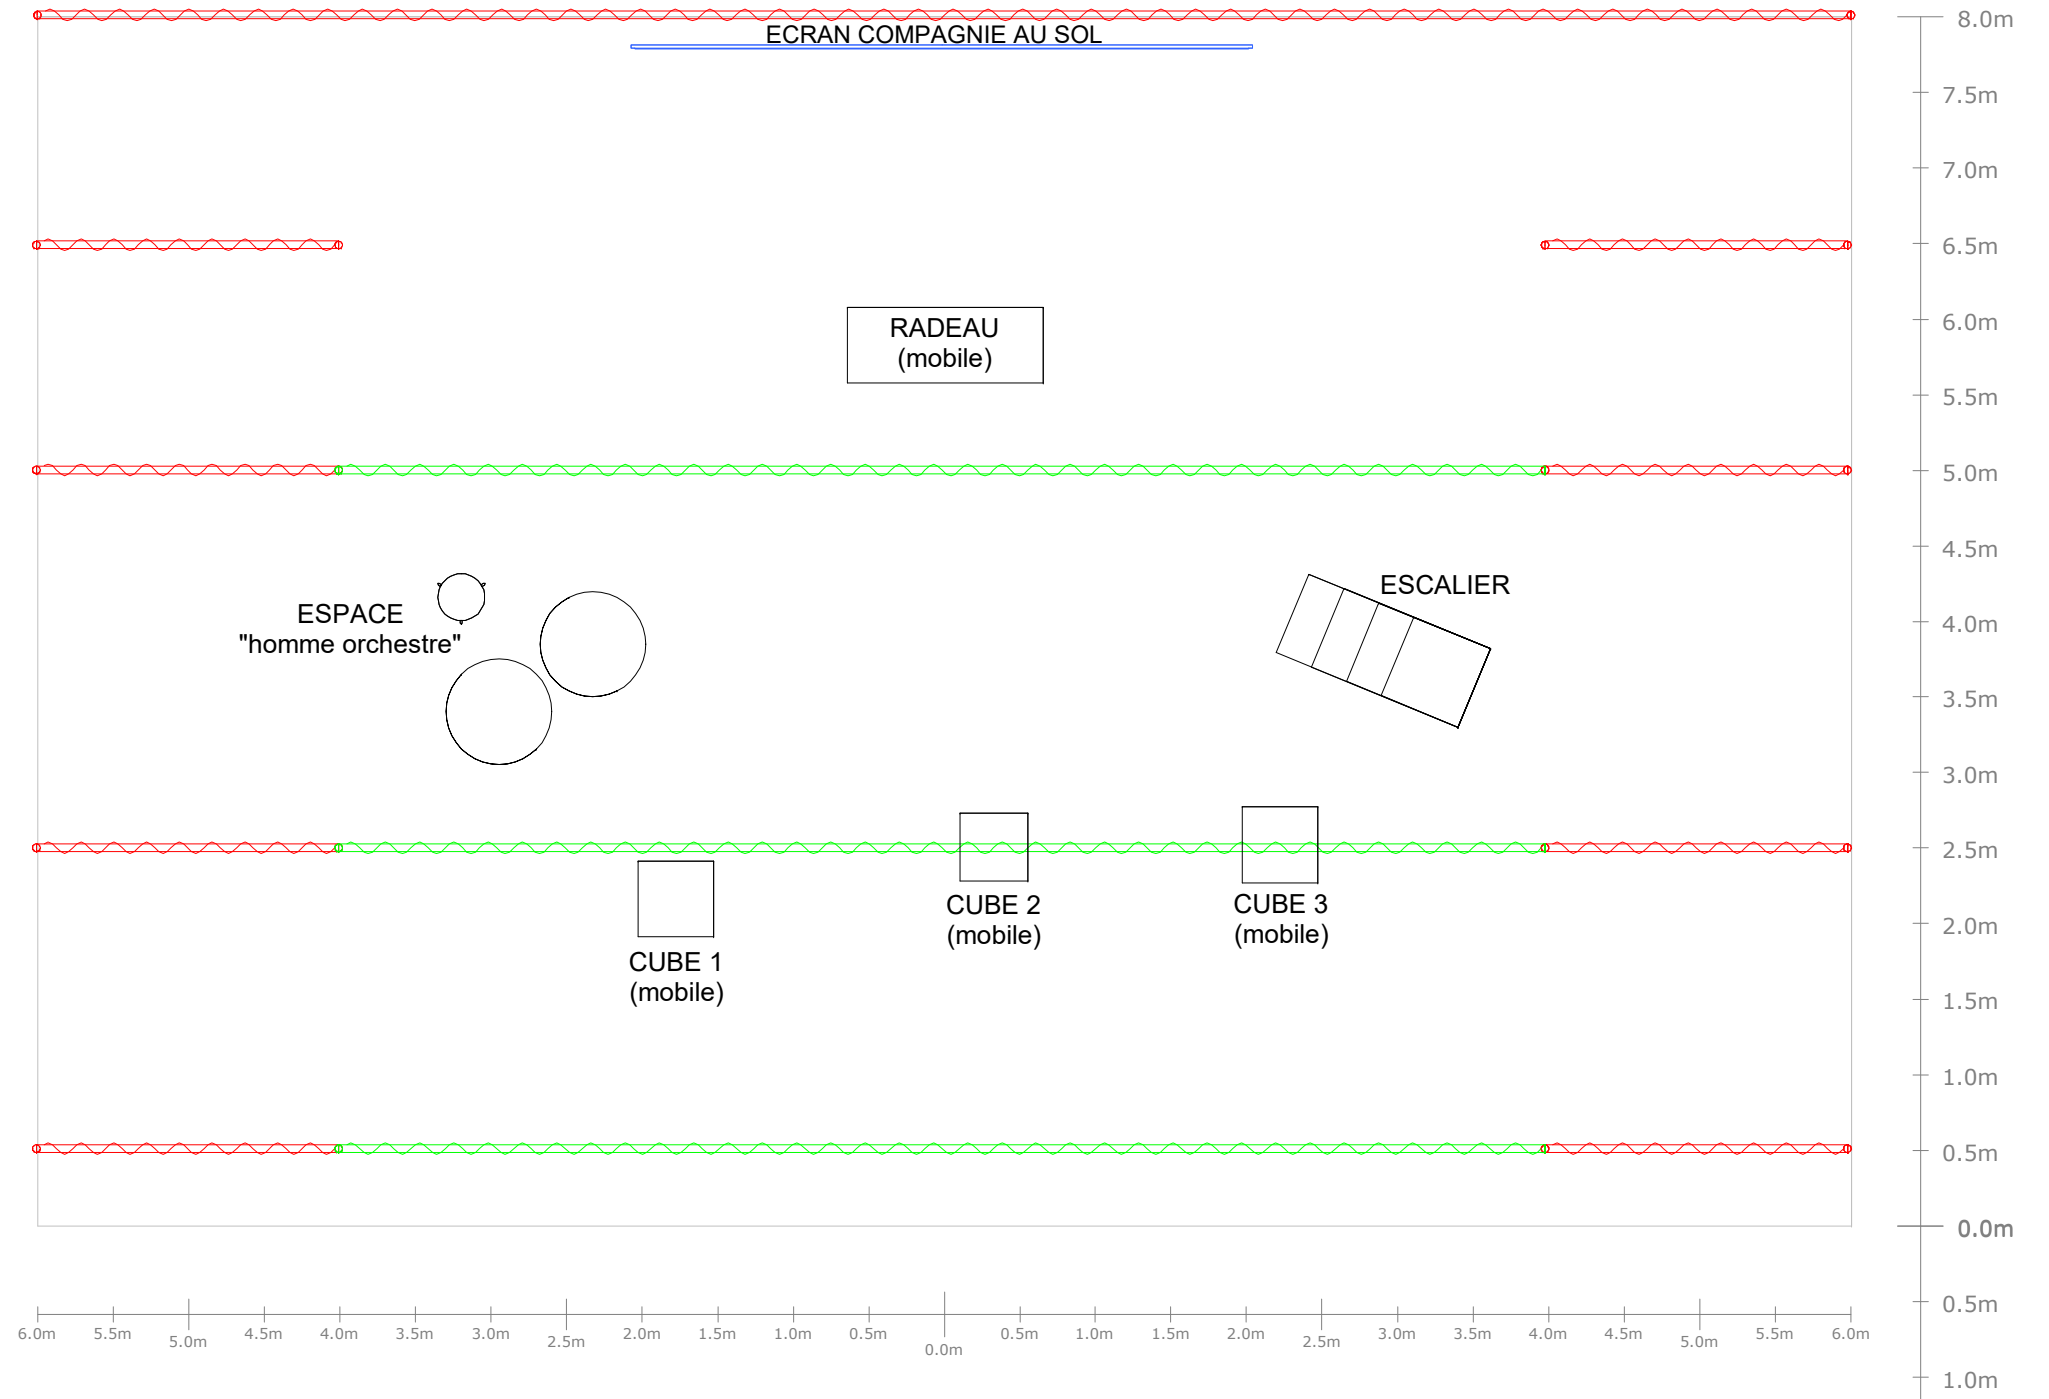 8.0m
ECRAN COMPAGNIE AU SOL
7.5m
7.0m
6.5m
RADEAU
(mobile)
6.0m
5.5m
5.0m
4.5m
ESCALIER
ESPACE
"homme orchestre"
4.0m
3.5m
3.0m
2.5m
CUBE 2
(mobile)
CUBE 3
(mobile)
2.0m
CUBE 1
(mobile)
1.5m
1.0m
0.5m
0.0m
0.5m
6.0m 5.5m 5.0m 4.5m 4.0m 3.5m 3.0m 2.5m 2.0m 1.5m 1.0m 0.5m 0.0m 0.5m 1.0m 1.5m 2.0m 2.5m 3.0m 3.5m 4.0m 4.5m 5.0m 5.5m 6.0m
1.0m